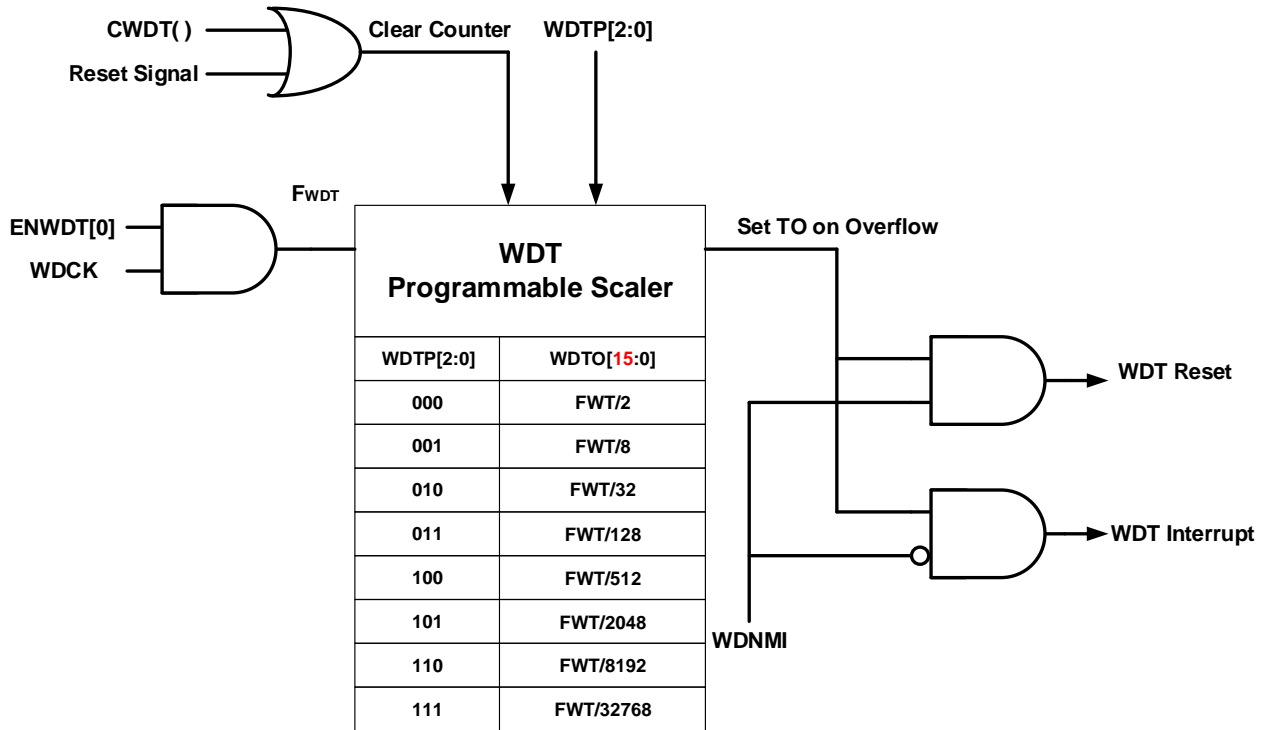 CWDT( )
Reset Signal
Clear Counter
WDTP[2:0]
ENWDT[0]
WDCK
FWDT
WDT
Programmable Scaler
Set TO on Overflow
WDTP[2:0] WDTO[15:0]
000 FWT/2
001 FWT/8
010 FWT/32
011 FWT/128
100 FWT/512
101 FWT/2048
110 FWT/8192
111 FWT/32768
WDT Reset
WDT Interrupt
WDNMI